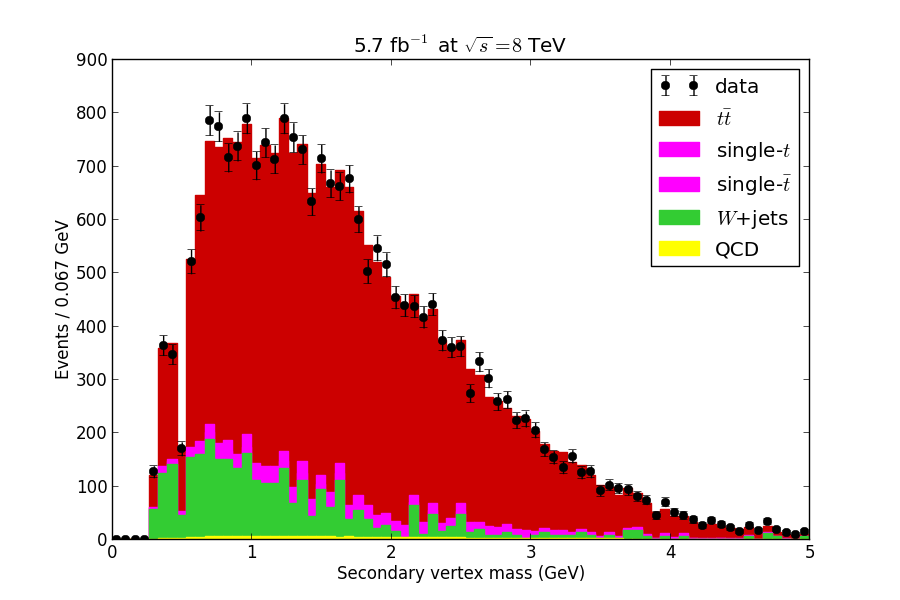 5.7 fb⁻¹ at √s = 8 TeV
900
800
700
600
500
400
300
200
100
0
Events / 0.067 GeV
data
tt̄
single-t
single-t̄
W+jets
QCD
0 1 2 3 4 5
Secondary vertex mass (GeV)